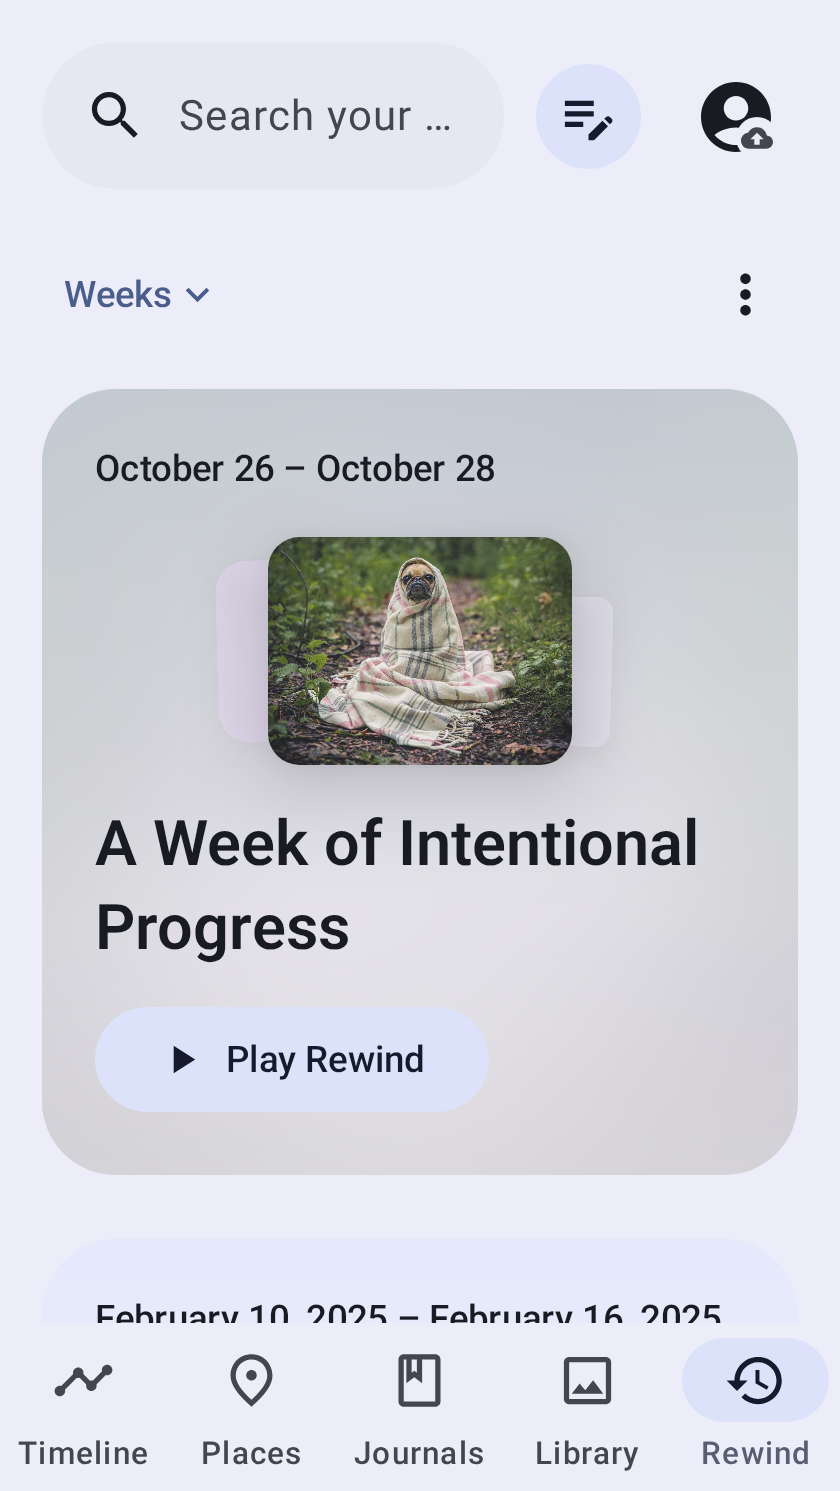 Search your ...
Weeks
October 26 – October 28
A Week of Intentional
Progress
Play Rewind
February 10, 2025 – February 16, 2025
Timeline
Places
Journals
Library
Rewind